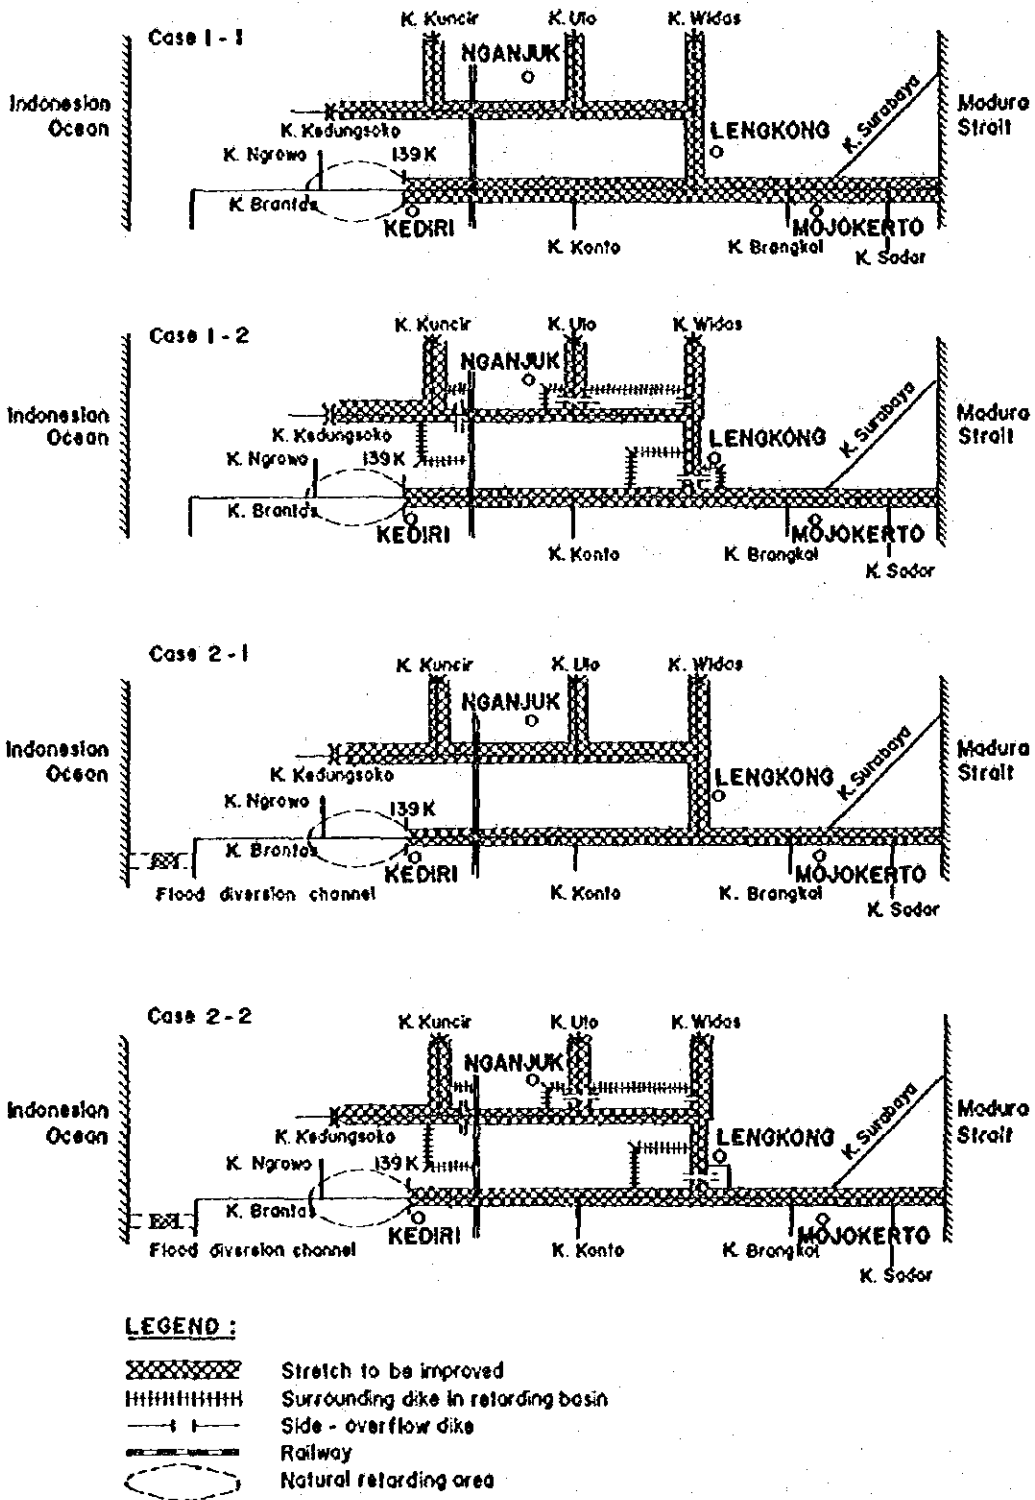 Case 1 - 1
K. Kuncir
K. Ulo
K. Widas
NGANJUK
Indonesian
Ocean
K. Kedungsoko
K. Ngrowo
139 K
K. Brantas
KEDIRI
K. Konto
LENGKONG
K. Surabaya
Madura
Strait
K. Brangkal
MOJOKERTO
K. Sadar
Case 1 - 2
K. Kuncir
K. Ulo
K. Widas
NGANJUK
Indonesian
Ocean
K. Kedungsoko
K. Ngrowo
139 K
K. Brantas
KEDIRI
K. Konto
LENGKONG
K. Surabaya
Madura
Strait
K. Brangkal
MOJOKERTO
K. Sadar
Case 2 - 1
K. Kuncir
K. Ulo
K. Widas
NGANJUK
Indonesian
Ocean
K. Kedungsoko
K. Ngrowo
139 K
K. Brantas
Flood diversion channel
KEDIRI
K. Konto
LENGKONG
K. Surabaya
Madura
Strait
K. Brangkal
MOJOKERTO
K. Sadar
Case 2 - 2
K. Kuncir
K. Ulo
K. Widas
NGANJUK
Indonesian
Ocean
K. Kedungsoko
K. Ngrowo
139 K
K. Brantas
Flood diversion channel
KEDIRI
K. Konto
LENGKONG
K. Surabaya
Madura
Strait
K. Brangkal
MOJOKERTO
K. Sadar
LEGEND :
Stretch to be improved
Surrounding dike in retarding basin
Side - overflow dike
Railway
Natural retarding area